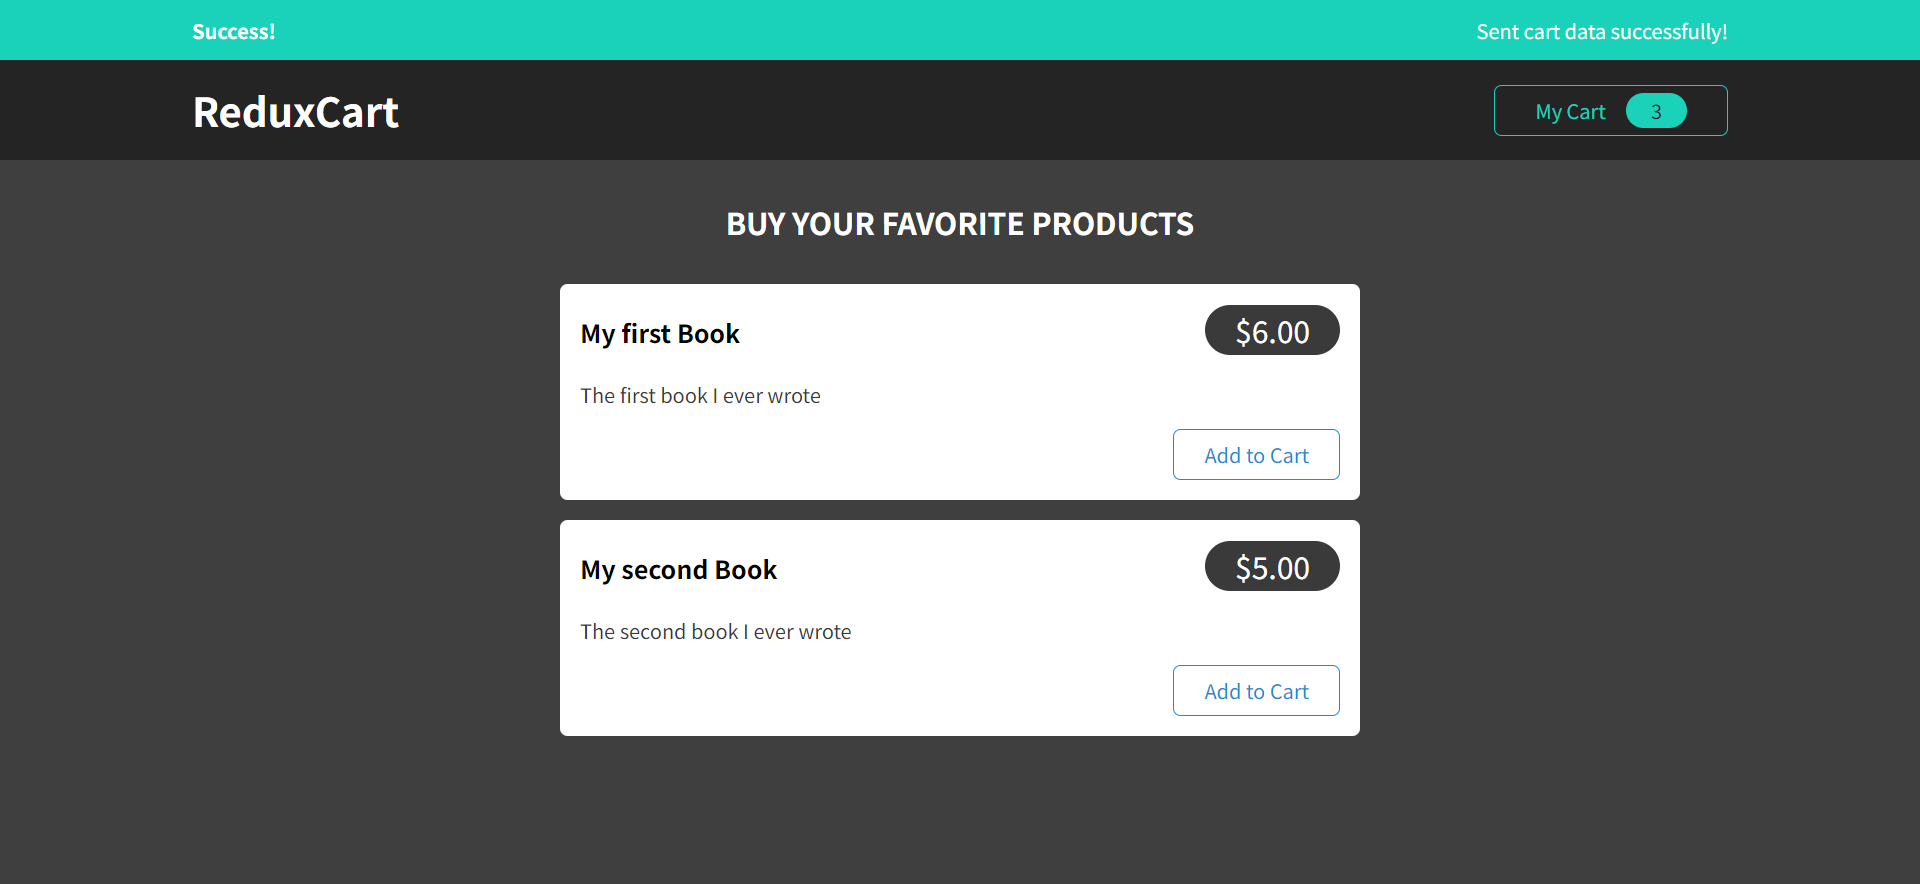 Success! Sent cart data successfully!
ReduxCart My Cart 3
BUY YOUR FAVORITE PRODUCTS
My first Book $6.00
The first book I ever wrote
Add to Cart
My second Book $5.00
The second book I ever wrote
Add to Cart